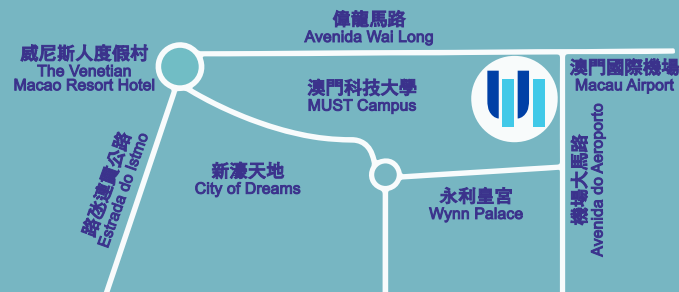 偉龍馬路
Avenida Wai Long
威尼斯人度假村
The Venetian
Macao Resort Hotel
澳門科技大學
MUST Campus
澳門國際機場
Macau Airport
路氹連貫公路
Estrada do Istmo
新濠天地
City of Dreams
永利皇宮
Wynn Palace
機場大馬路
Avenida do Aeroporto